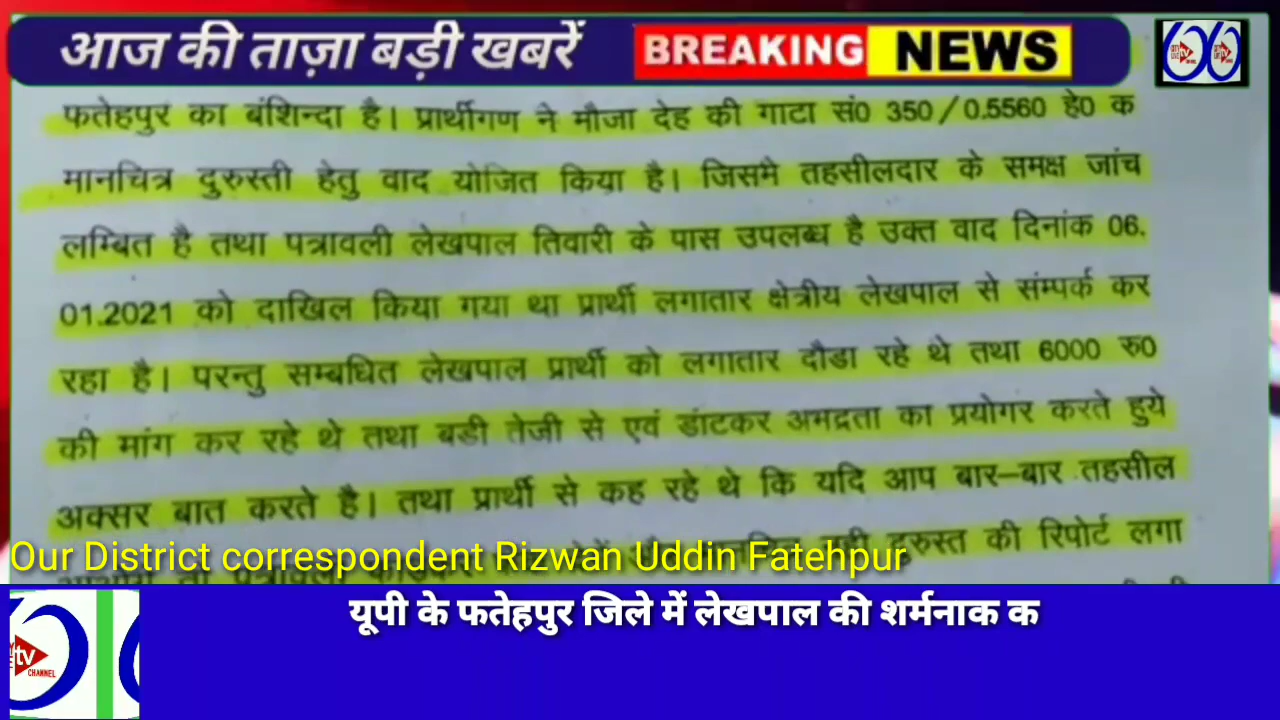 आज की ताज़ा बड़ी खबरें
BREAKING NEWS
फतेहपुर का बंशिन्दा है। प्रार्थीगण ने मौजा देह की गाटा सं0 350/0.5560 हे0 क
मानचित्र दुरुस्ती हेतु वाद योजित किया है। जिसमे तहसीलदार के समक्ष जांच
लम्बित है तथा पत्रावली लेखपाल तिवारी के पास उपलब्ध है उक्त वाद दिनांक 06.
01.2021 को दाखिल किया गया था प्रार्थी लगातार क्षेत्रीय लेखपाल से संम्पर्क कर
रहा है। परन्तु सम्बधित लेखपाल प्रार्थी को लगातार दौडा रहे थे तथा 6000 रु0
की मांग कर रहे थे तथा बडी तेजी से एवं डांटकर अभद्रता का प्रयोगर करते हुये
अक्सर बात करते है। तथा प्रार्थी से कह रहे थे कि यदि आप बार-बार तहसील
दुरुस्त की रिपोर्ट लगा
Our District correspondent Rizwan Uddin Fatehpur
यूपी के फतेहपुर जिले में लेखपाल की शर्मनाक क
tv
CHANNEL